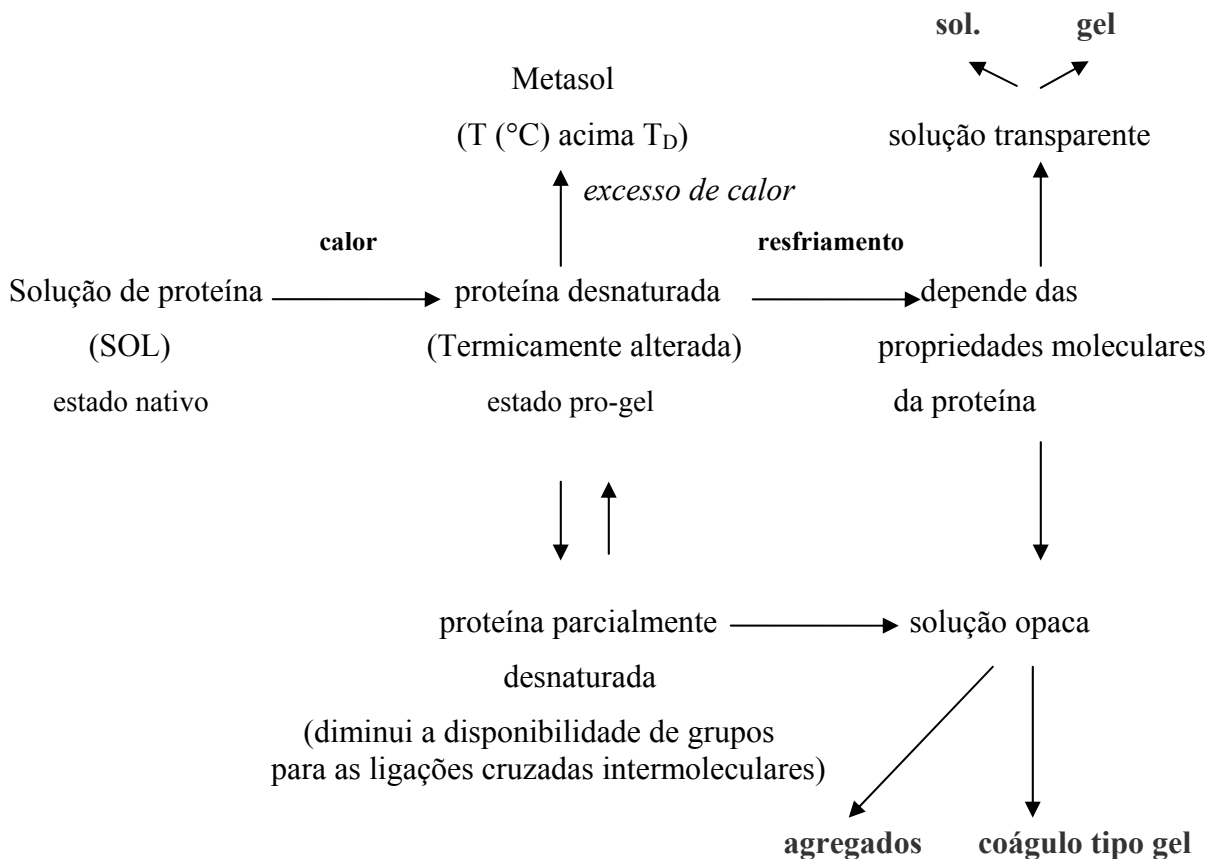 sol. gel
Metasol
(T (°C) acima T_D) solução transparente
excesso de calor
calor resfriamento
Solução de proteína proteína desnaturada depende das
(SOL) (Termicamente alterada) propriedades moleculares
estado nativo estado pro-gel da proteína
proteína parcialmente solução opaca
desnaturada
(diminui a disponibilidade de grupos
para as ligações cruzadas intermoleculares)
agregados coágulo tipo gel